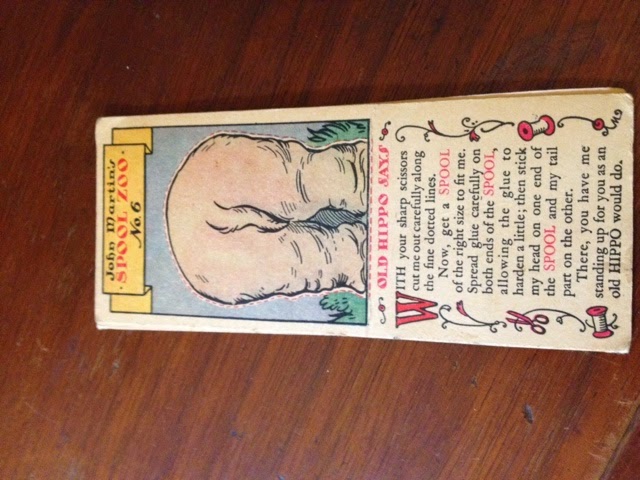 John Martin's
SPOOL ZOO
No. 6
OLD HIPPO SAYS
WITH your sharp scissors
cut me out carefully along
the fine dotted lines.
Now, get a SPOOL
of the right size to fit me.
Spread glue carefully on
both ends of the SPOOL,
allowing the glue to
harden a little; then stick
my head on one end of
the SPOOL and my tail
part on the other.
There, you have me
standing up for you as an
old HIPPO would do.